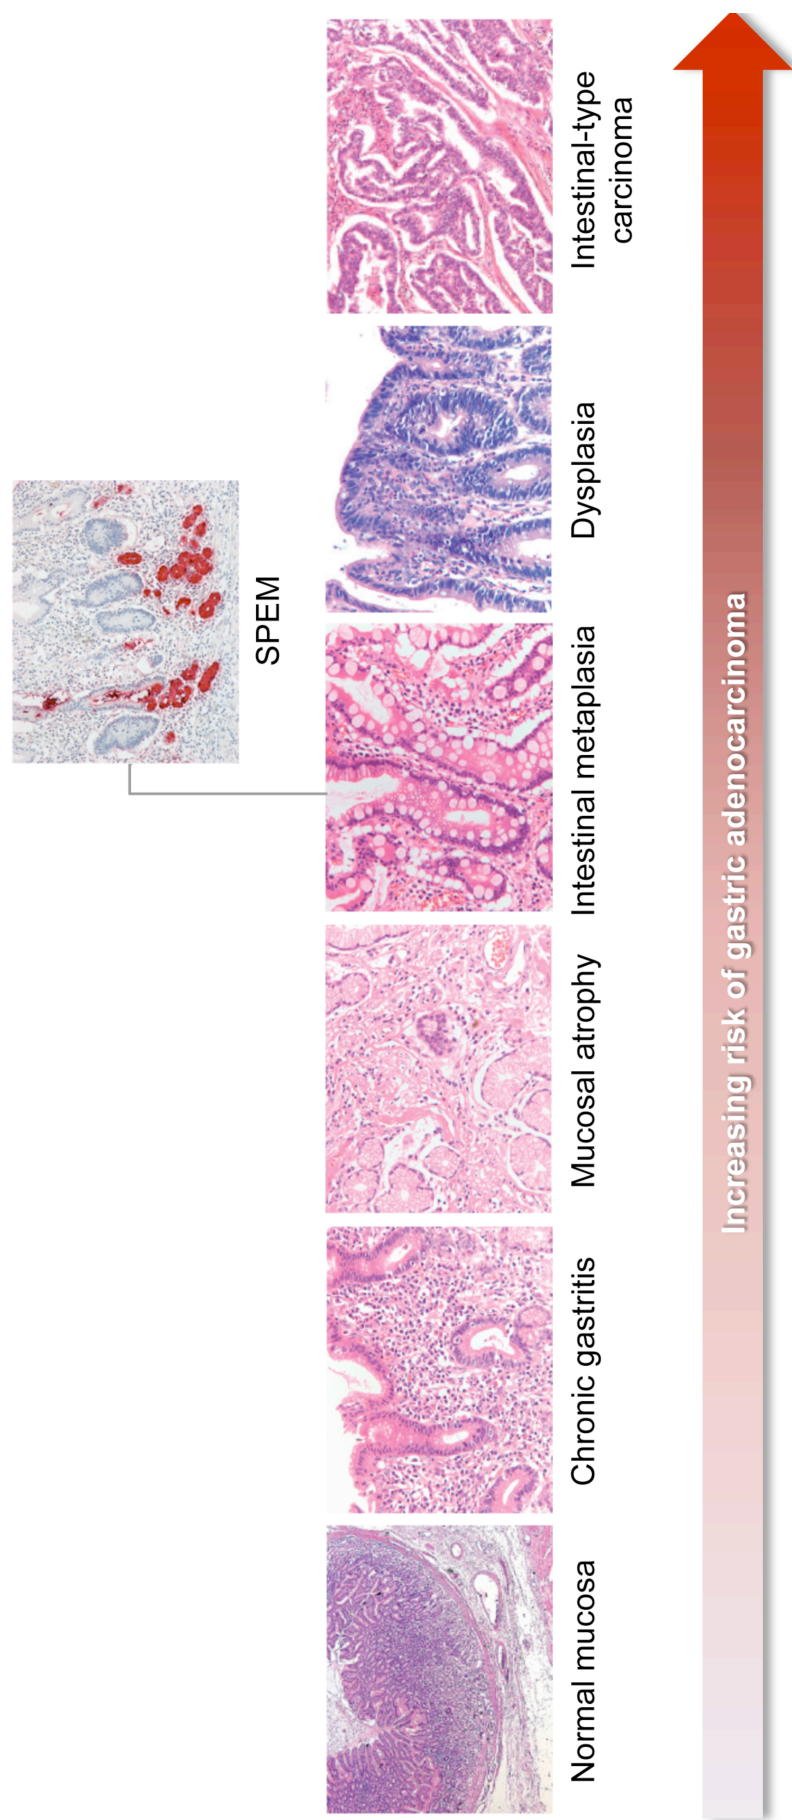 SPEM
Normal mucosa
Chronic gastritis
Mucosal atrophy
Intestinal metaplasia
Dysplasia
Intestinal-type
carcinoma
Increasing risk of gastric adenocarcinoma